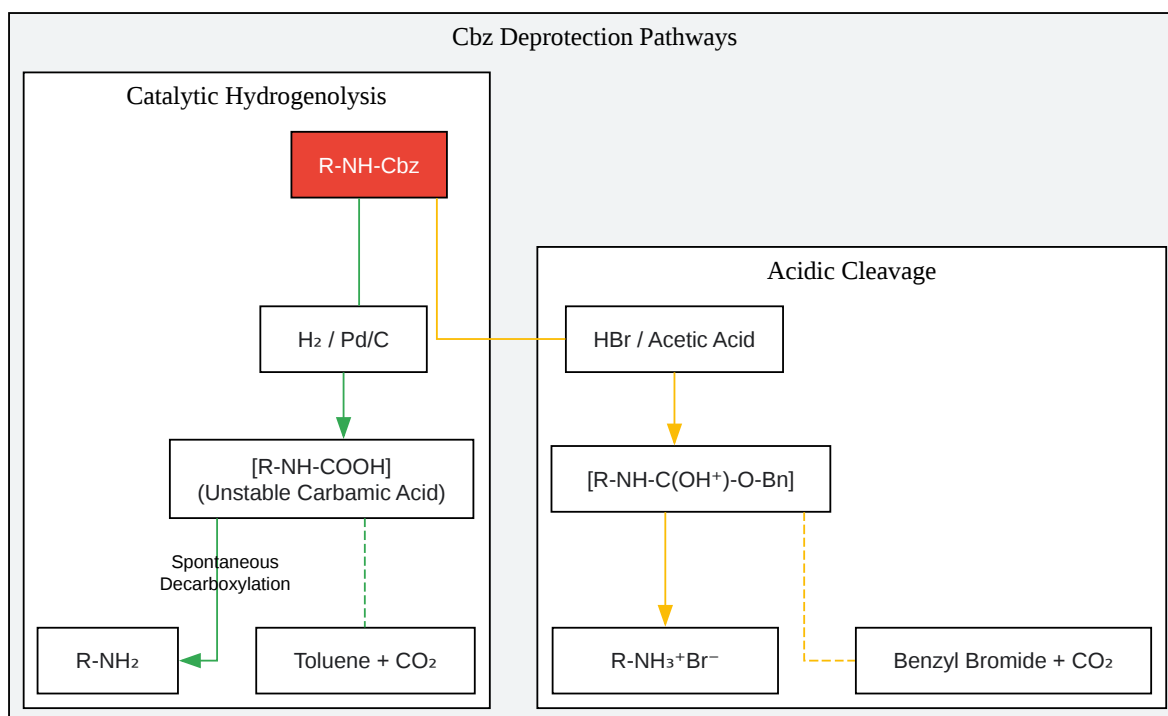 Cbz Deprotection Pathways
Catalytic Hydrogenolysis
R-NH-Cbz
H₂ / Pd/C
[R-NH-COOH]
(Unstable Carbamic Acid)
Spontaneous
Decarboxylation
R-NH₂
Toluene + CO₂
Acidic Cleavage
HBr / Acetic Acid
[R-NH-C(OH⁺)-O-Bn]
R-NH₃⁺Br⁻
Benzyl Bromide + CO₂